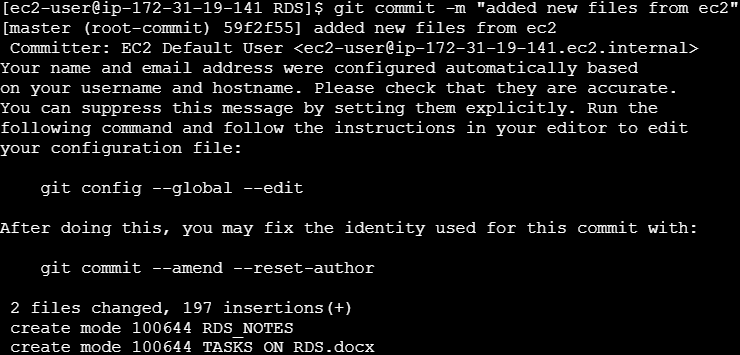 [ec2-user@ip-172-31-19-141 RDS]$ git commit -m "added new files from ec2"
[master (root-commit) 59f2f55] added new files from ec2
 Committer: EC2 Default User <ec2-user@ip-172-31-19-141.ec2.internal>
Your name and email address were configured automatically based
on your username and hostname. Please check that they are accurate.
You can suppress this message by setting them explicitly. Run the
following command and follow the instructions in your editor to edit
your configuration file:

    git config --global --edit

After doing this, you may fix the identity used for this commit with:

    git commit --amend --reset-author

 2 files changed, 197 insertions(+)
 create mode 100644 RDS_NOTES
 create mode 100644 TASKS ON RDS.docx